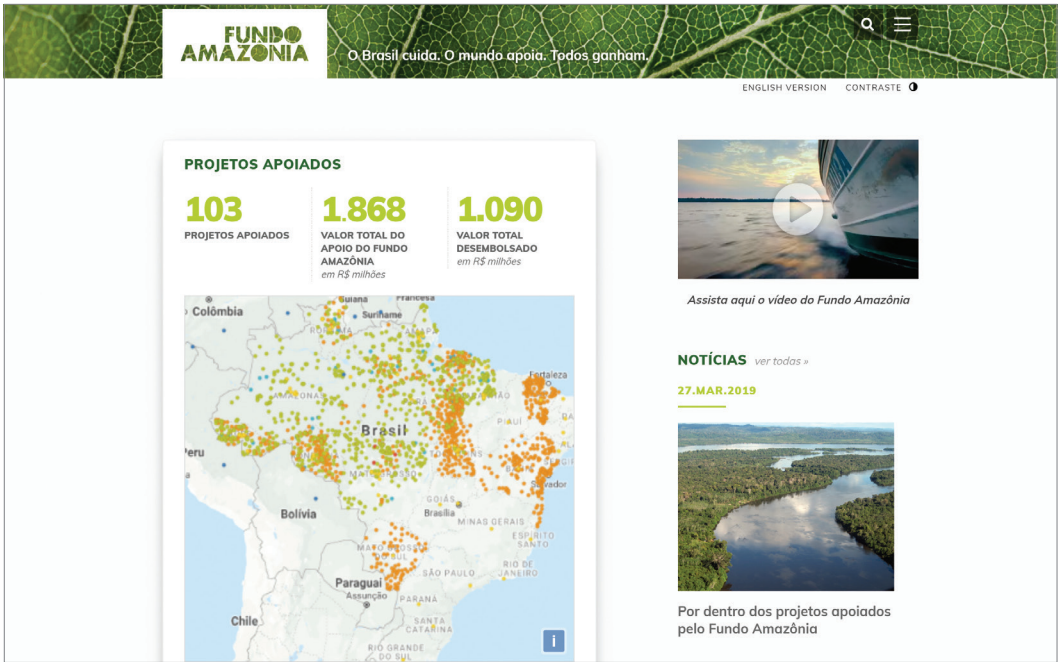 FUNDO
AMAZÔNIA
O Brasil cuida. O mundo apoia. Todos ganham.
ENGLISH VERSION CONTRASTE
PROJETOS APOIADOS
103
PROJETOS APOIADOS
1.868
VALOR TOTAL DO
APOIO DO FUNDO
AMAZÔNIA
em R$ milhões
1.090
VALOR TOTAL
DESEMBOLSADO
em R$ milhões
Guiana
Francesa
Colômbia
Suriname
AMAZONAS
Fortaleza
Brasil
PIAUÍ
Peru
Salvador
GOIÁS
Brasília
Bolívia
MINAS GERAIS
ESPÍRITO
SANTO
MATO GROSSO
DO SUL
RIO DE
JANEIRO
SÃO PAULO
Paraguai
Assunção
PARANÁ
Chile
SANTA
CATARINA
RIO GRANDE
DO SUL
i
Assista aqui o vídeo do Fundo Amazônia
NOTÍCIAS ver todas »
27.MAR.2019
Por dentro dos projetos apoiados
pelo Fundo Amazônia